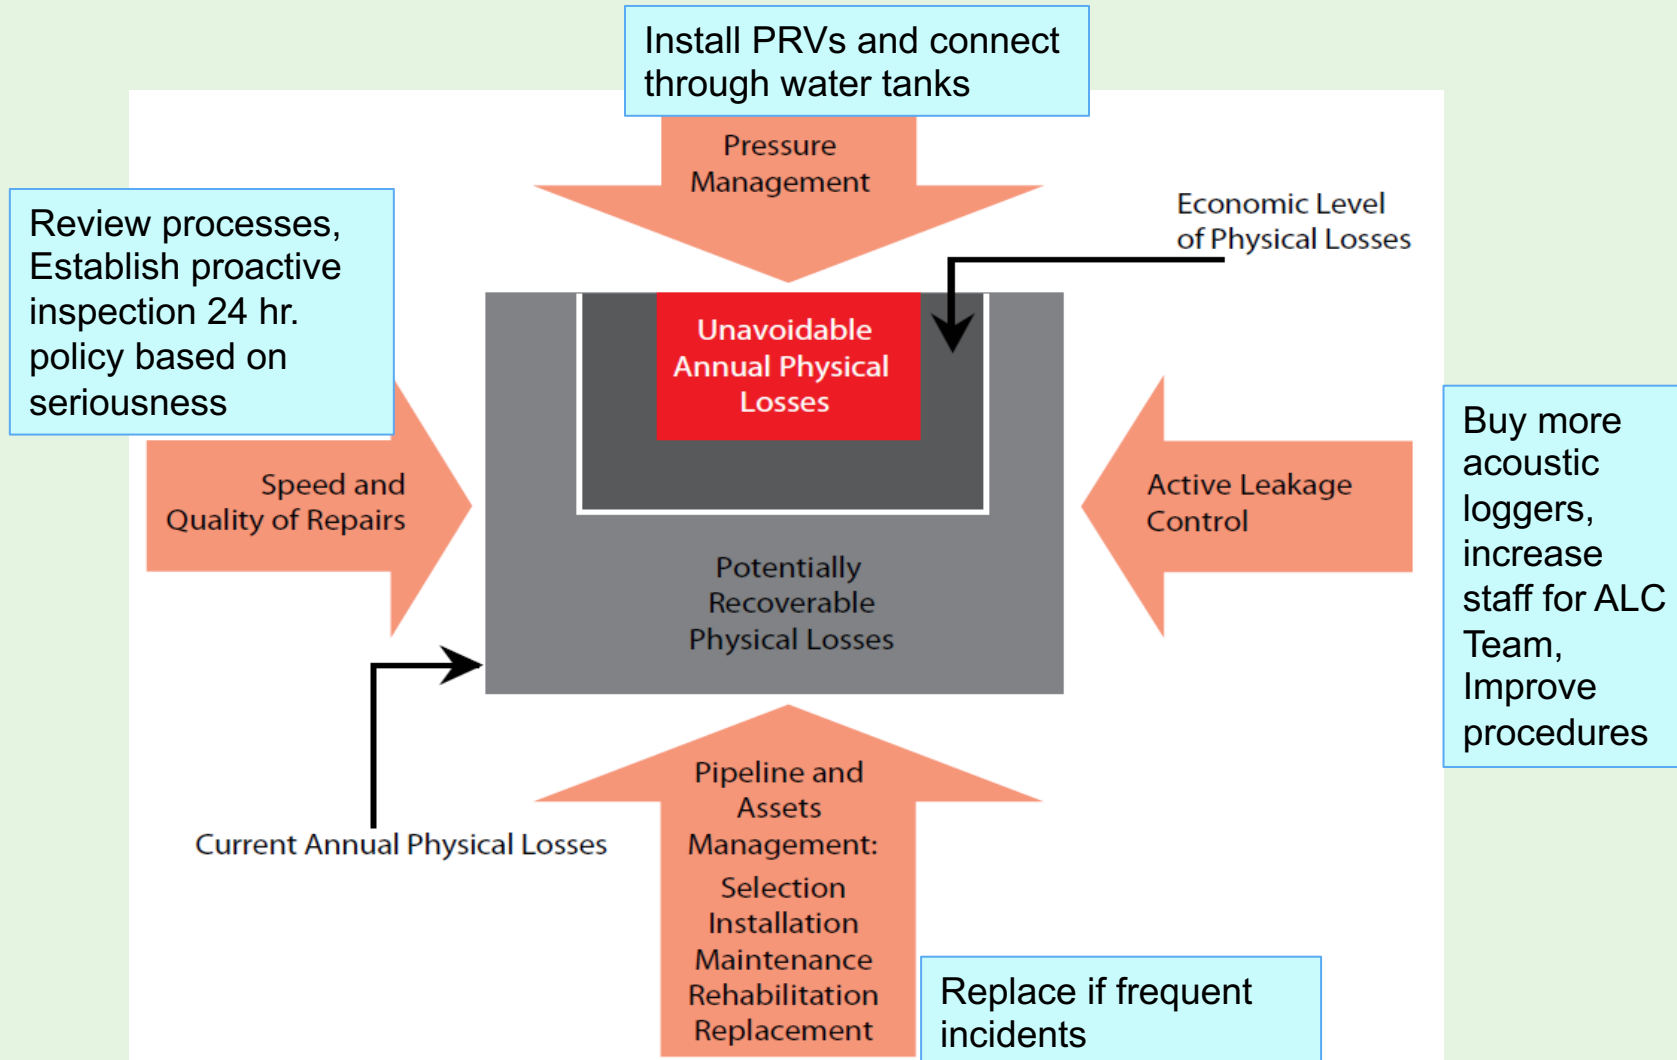 Install PRVs and connect
through water tanks
Pressure
Management
Economic Level
of Physical Losses
Review processes,
Establish proactive
inspection 24 hr.
policy based on
seriousness
Unavoidable
Annual Physical
Losses
Speed and
Quality of Repairs
Active Leakage
Control
Buy more
acoustic
loggers,
increase
staff for ALC
Team,
Improve
procedures
Potentially
Recoverable
Physical Losses
Current Annual Physical Losses
Pipeline and
Assets
Management:
Selection
Installation
Maintenance
Rehabilitation
Replacement
Replace if frequent
incidents